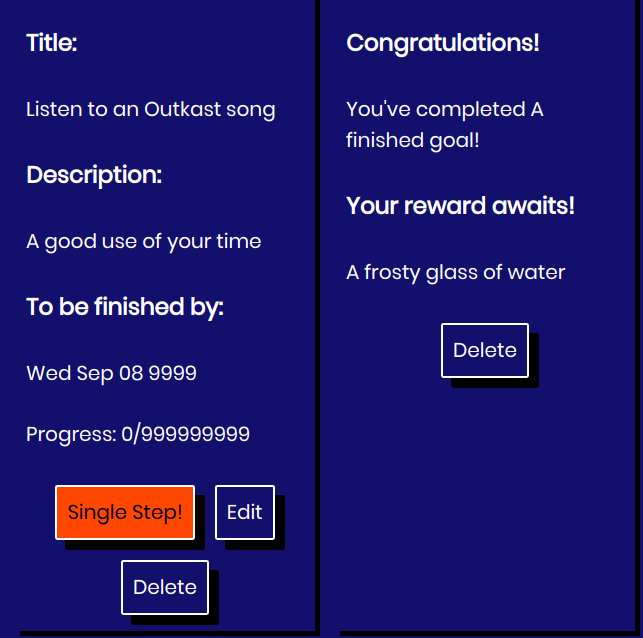 Title:
Listen to an Outkast song
Description:
A good use of your time
To be finished by:
Wed Sep 08 9999
Progress: 0/999999999
Single Step!
Edit
Delete
Congratulations!
You've completed A
finished goal!
Your reward awaits!
A frosty glass of water
Delete